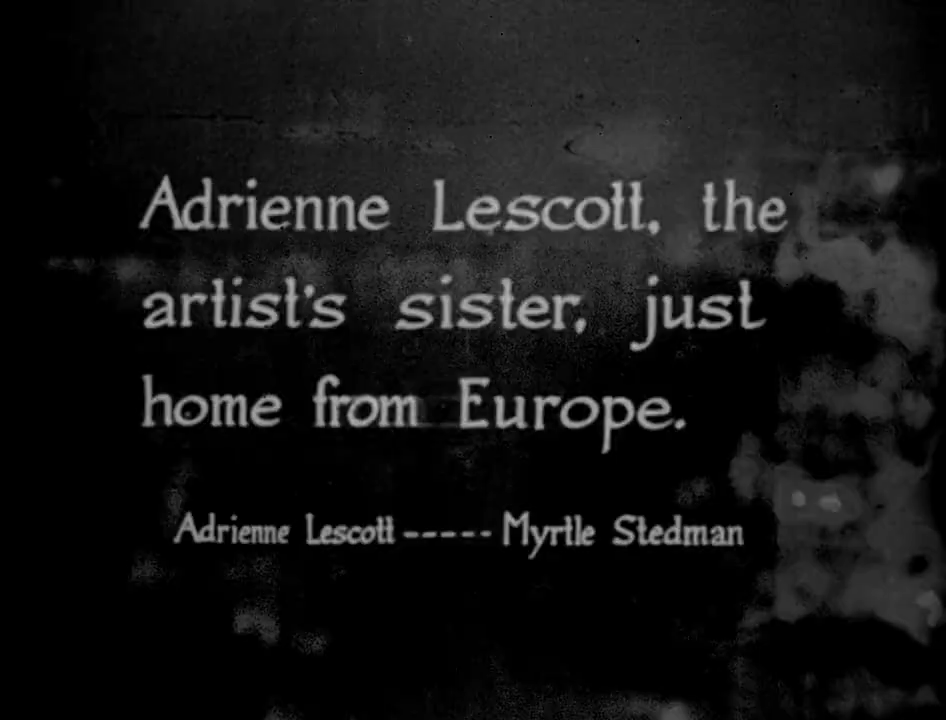 Adrienne Lescott, the
artist's sister, just
home from Europe.
Adrienne Lescott ----- Myrtle Stedman